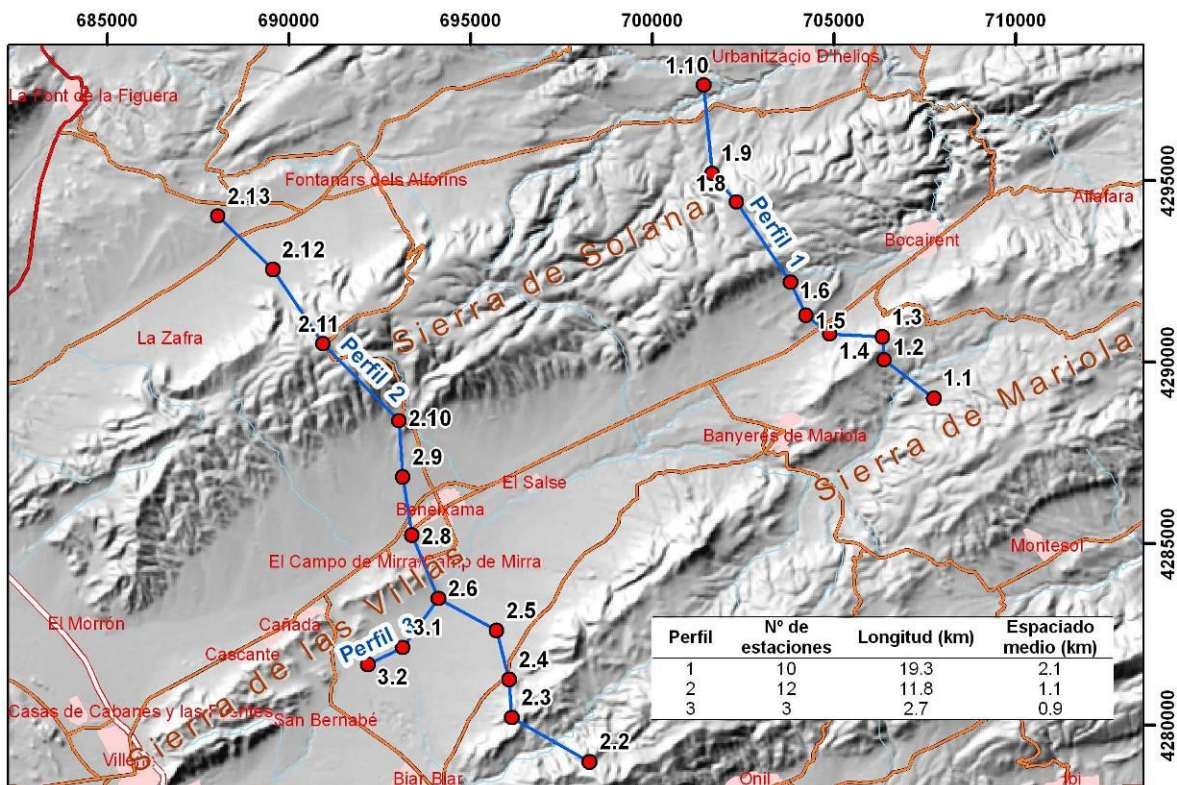 685000 690000 695000 700000 705000 710000
Urbanitzacio D'helios
1.10
La Font de la Figuera
4295000
1.9
Fontanars dels Alforins
1.8
2.13
Alfafara
Perfil 1
Sierra de Solana
Bocairent
2.12
1.6
1.3
2.11
1.5
La Zafra
1.4
1.2
4290000
Perfil 2
1.1
2.10
Banyeres de Mariola
Sierra de Mariola
2.9
El Salse
Beneixama
2.8
4285000
Montesol
El Campo de Mirra/Camp de Mirra
2.6
2.5
El Morrón
Cañada
3.1
Perfil 3
Cascante
3.2
2.4
Sierra de las Villas
2.3
Casas de Cabanes y las Fuentes
San Bernabé
4280000
2.2
Villena
Biar Biar
Onil
Ibi
Perfil Nº de estaciones Longitud (km) Espaciado medio (km)
1 10 19.3 2.1
2 12 11.8 1.1
3 3 2.7 0.9